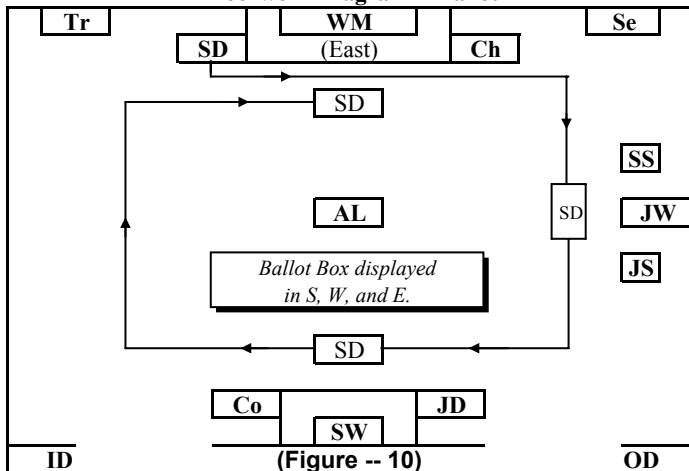 Tr WM Se
SD (East) Ch
SD
SS
AL SD JW
Ballot Box displayed
in S, W, and E.
JS
SD
Co JD
SW
ID (Figure -- 10) OD